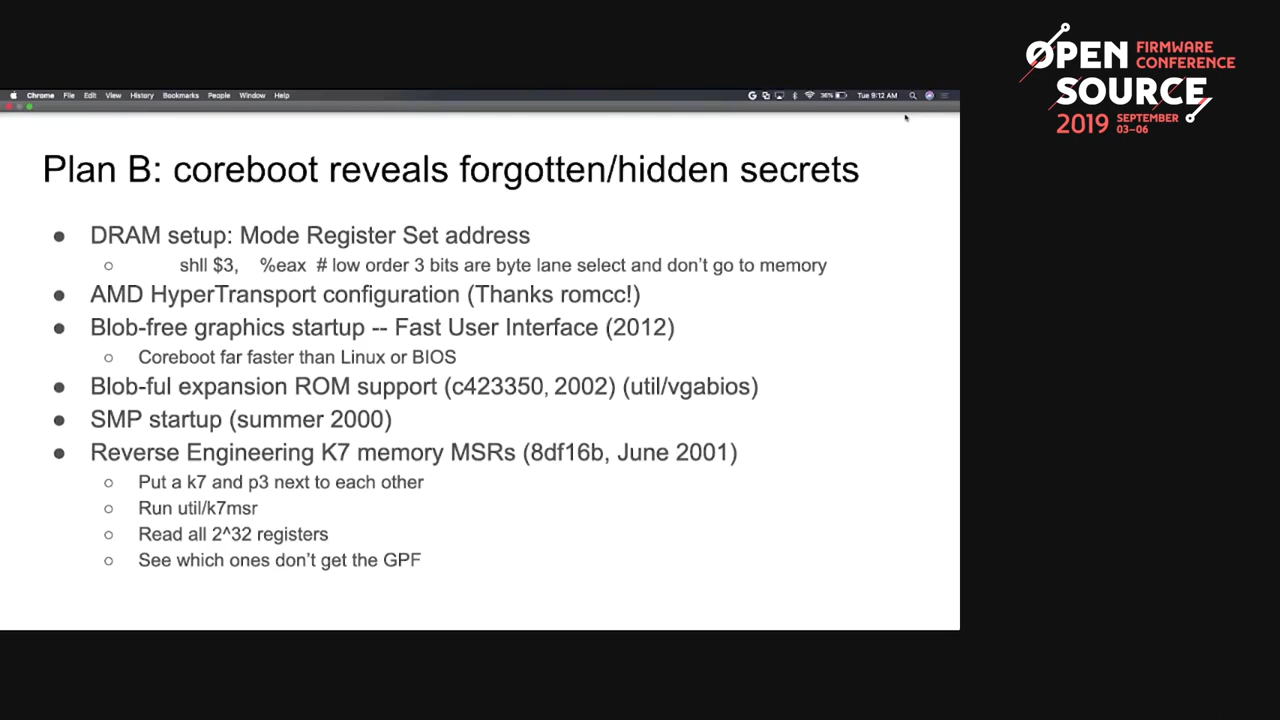 OPEN FIRMWARE CONFERENCE
SOURCE
2019 SEPTEMBER 03–06
Chrome File Edit View History Bookmarks People Window Help
36% Tue 9:12 AM
Plan B: coreboot reveals forgotten/hidden secrets
● DRAM setup: Mode Register Set address
○ shll $3, %eax # low order 3 bits are byte lane select and don't go to memory
● AMD HyperTransport configuration (Thanks romcc!)
● Blob-free graphics startup -- Fast User Interface (2012)
○ Coreboot far faster than Linux or BIOS
● Blob-ful expansion ROM support (c423350, 2002) (util/vgabios)
● SMP startup (summer 2000)
● Reverse Engineering K7 memory MSRs (8df16b, June 2001)
○ Put a k7 and p3 next to each other
○ Run util/k7msr
○ Read all 2^32 registers
○ See which ones don't get the GPF